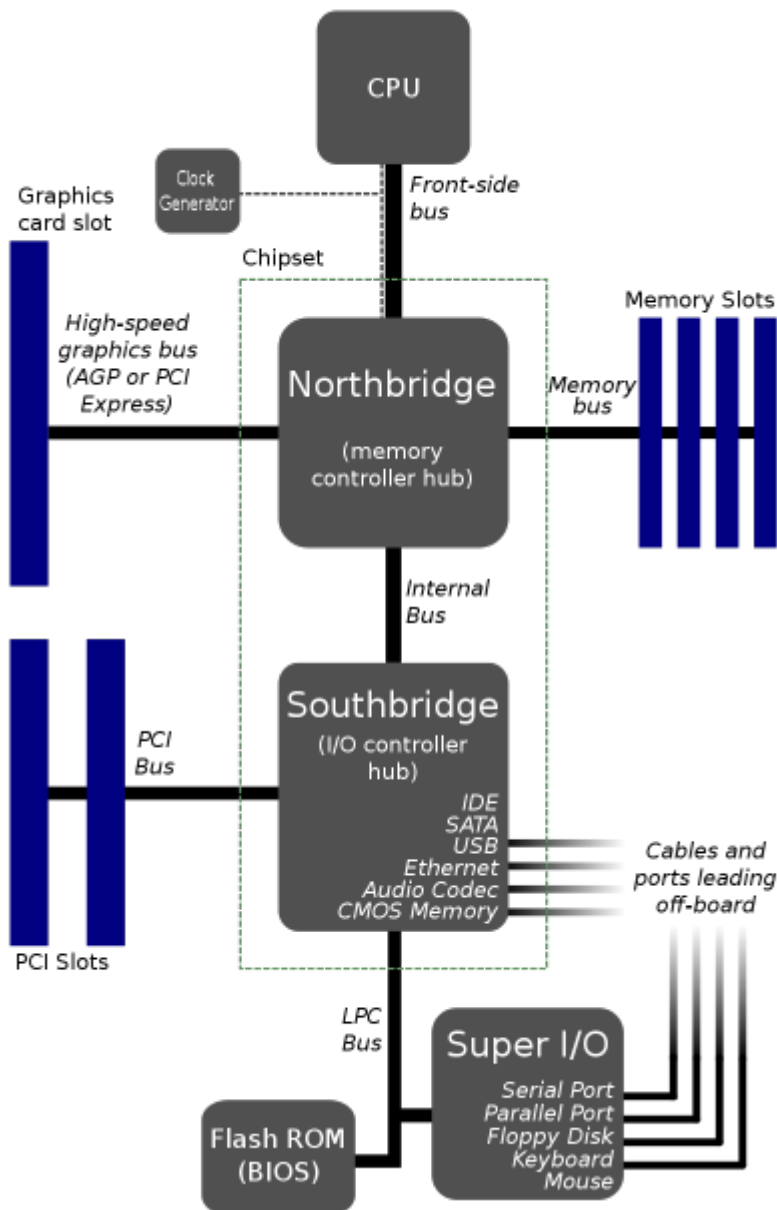 CPU
Clock
Generator
Front-side
bus
Graphics
card slot
Chipset
High-speed
graphics bus
(AGP or PCI
Express)
Northbridge
(memory
controller hub)
Memory
bus
Memory Slots
Internal
Bus
Southbridge
(I/O controller
hub)
IDE
SATA
USB
Ethernet
Audio Codec
CMOS Memory
PCI
Bus
PCI Slots
Cables and
ports leading
off-board
LPC
Bus
Super I/O
Serial Port
Parallel Port
Floppy Disk
Keyboard
Mouse
Flash ROM
(BIOS)